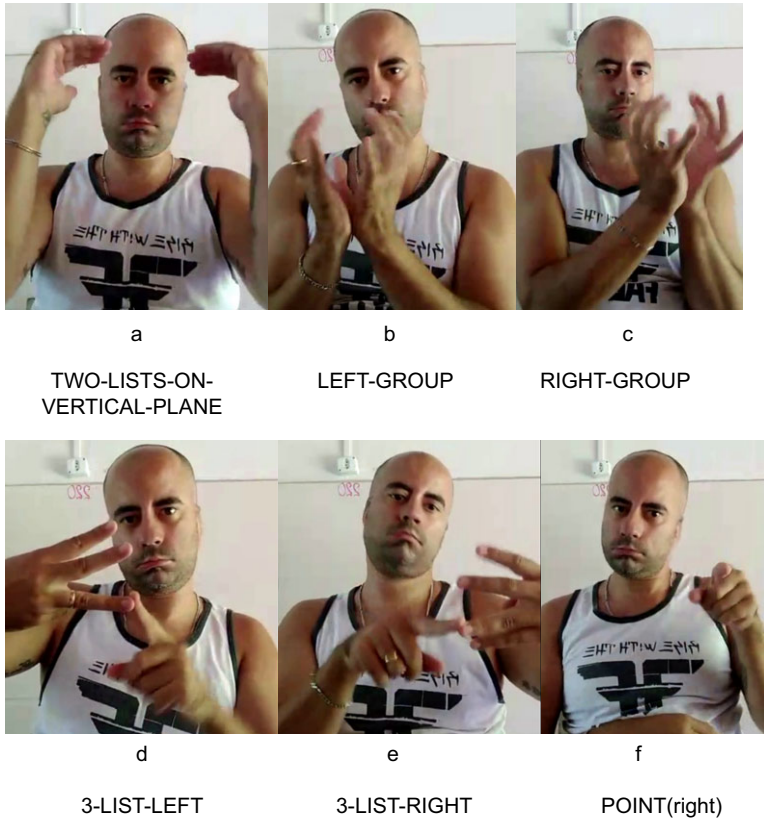 a
b
c
TWO-LISTS-ON-
VERTICAL-PLANE
LEFT-GROUP
RIGHT-GROUP
d
e
f
3-LIST-LEFT
3-LIST-RIGHT
POINT(right)